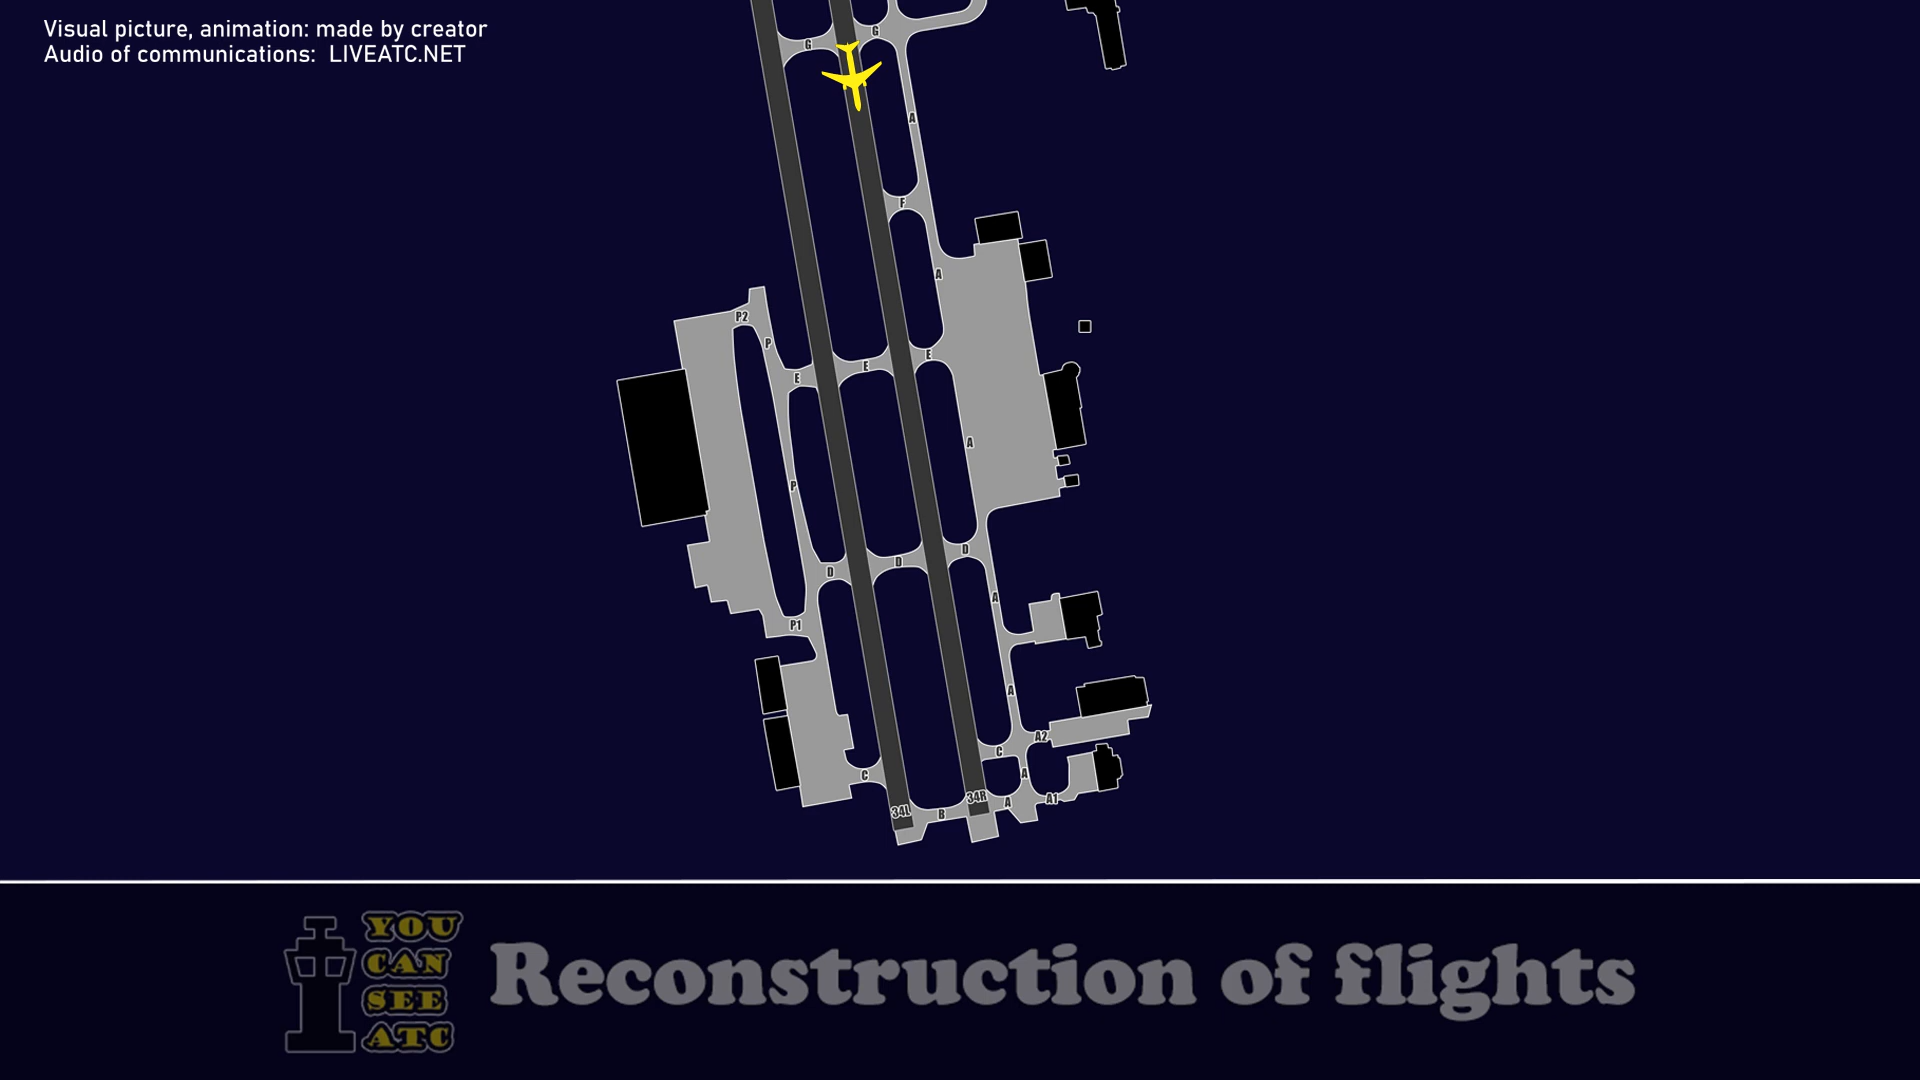 Visual picture, animation: made by creator
Audio of communications: LIVEATC.NET
G
G
A
F
A
P2
P
E
E
E
A
P
D
D
D
A
P1
A
A2
C
C
A
34R
A
A1
34L
B
YOU
CAN
SEE
ATC
Reconstruction of flights